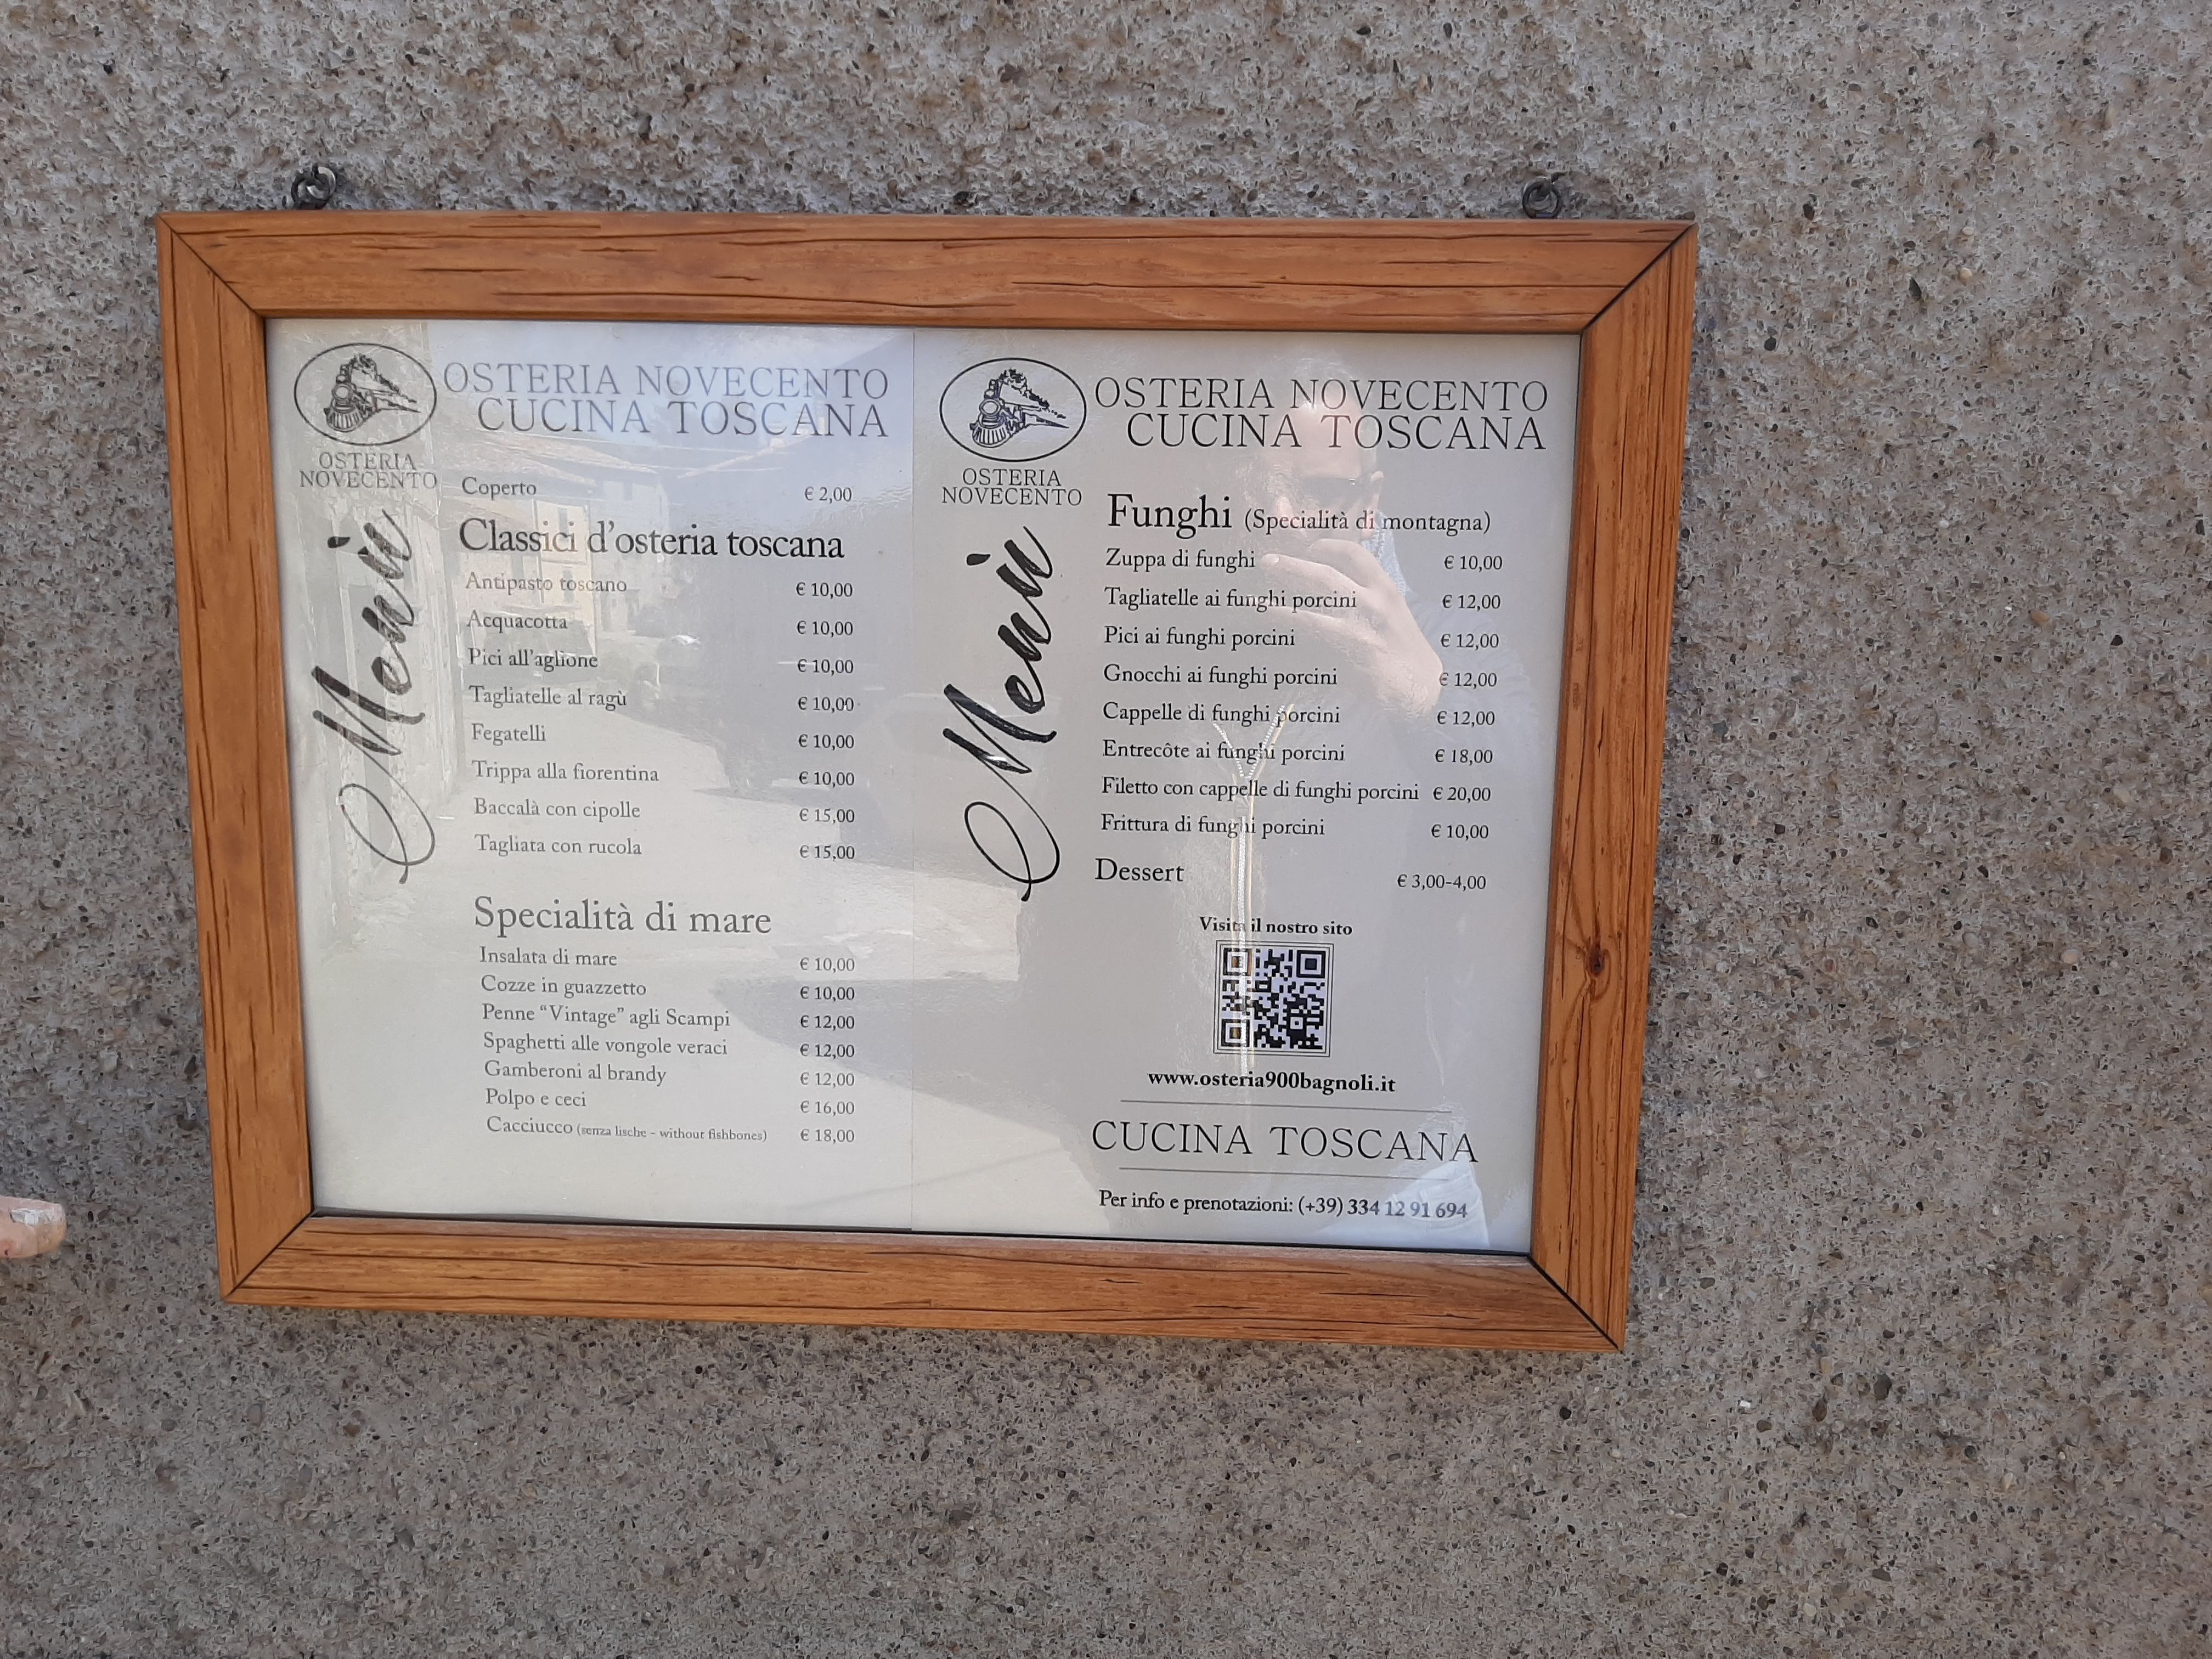 OSTERIA NOVECENTO
CUCINA TOSCANA
OSTERIA
NOVECENTO
Menù
Coperto € 2,00
Classici d'osteria toscana
Antipasto toscano € 10,00
Acquacotta € 10,00
Pici all'aglione € 10,00
Tagliatelle al ragù € 10,00
Fegatelli € 10,00
Trippa alla fiorentina € 10,00
Baccalà con cipolle € 15,00
Tagliata con rucola € 15,00
Specialità di mare
Insalata di mare € 10,00
Cozze in guazzetto € 10,00
Penne “Vintage” agli Scampi € 12,00
Spaghetti alle vongole veraci € 12,00
Gamberoni al brandy € 12,00
Polpo e ceci € 16,00
Cacciucco (senza lische - without fishbones) € 18,00
OSTERIA NOVECENTO
CUCINA TOSCANA
OSTERIA
NOVECENTO
Menù
Funghi (Specialità di montagna)
Zuppa di funghi € 10,00
Tagliatelle ai funghi porcini € 12,00
Pici ai funghi porcini € 12,00
Gnocchi ai funghi porcini € 12,00
Cappelle di funghi porcini € 12,00
Entrecôte ai funghi porcini € 18,00
Filetto con cappelle di funghi porcini € 20,00
Frittura di funghi porcini € 10,00
Dessert € 3,00-4,00
Visita il nostro sito
www.osteria900bagnoli.it
CUCINA TOSCANA
Per info e prenotazioni: (+39) 334 12 91 694